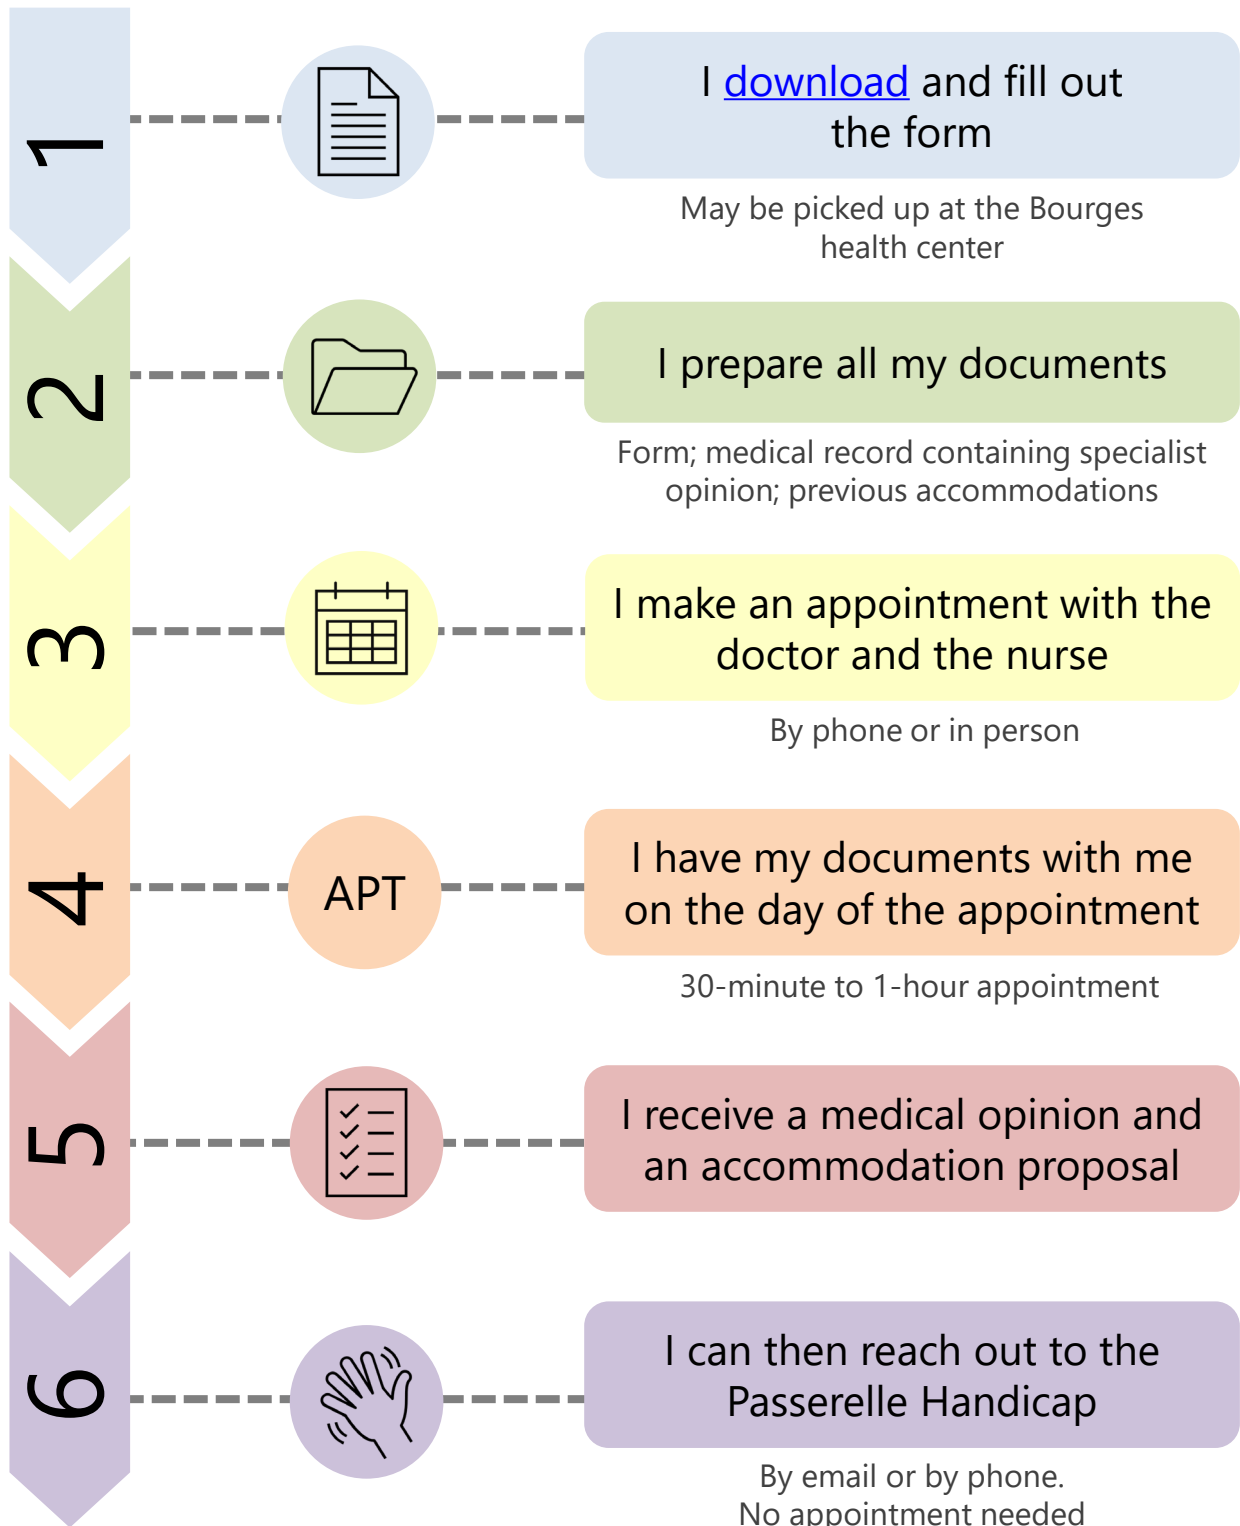 1
I download and fill out
the form
May be picked up at the Bourges
health center
2
I prepare all my documents
Form; medical record containing specialist
opinion; previous accommodations
3
I make an appointment with the
doctor and the nurse
By phone or in person
4
APT
I have my documents with me
on the day of the appointment
30-minute to 1-hour appointment
5
I receive a medical opinion and
an accommodation proposal
6
I can then reach out to the
Passerelle Handicap
By email or by phone.
No appointment needed